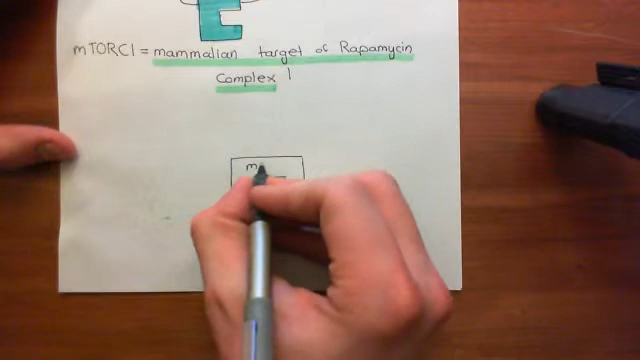 mTORC1 = mammalian target of Rapamycin
Complex 1
m